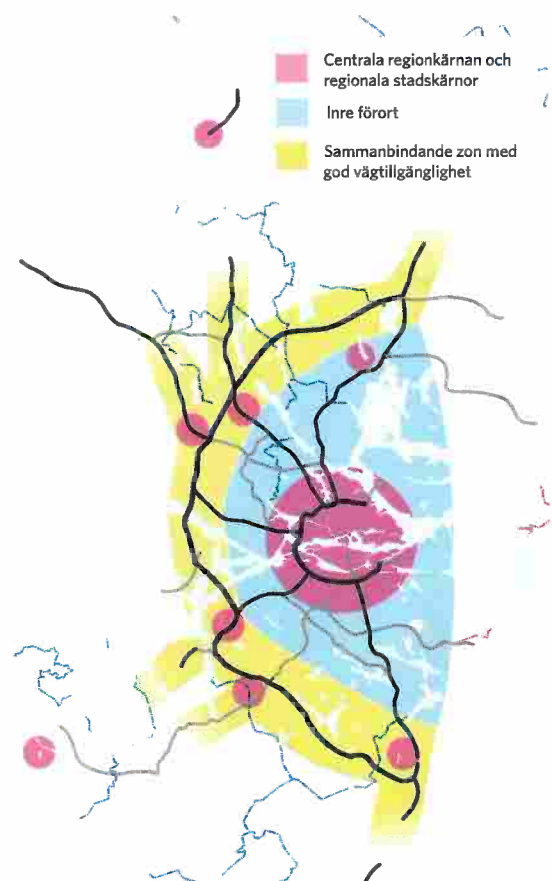 Centrala regionkärnan och
regionala stadskärnor
Inre förort
Sammanbindande zon med
god vägtillgänglighet